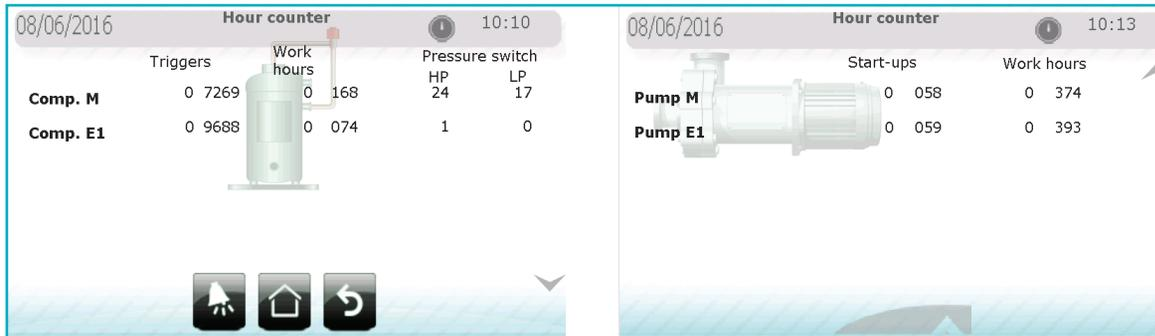 08/06/2016 Hour counter 10:10
Triggers Work hours Pressure switch
HP LP
Comp. M 0 7269 0 168 24 17
Comp. E1 0 9688 0 074 1 0
08/06/2016 Hour counter 10:13
Start-ups Work hours
Pump M 0 058 0 374
Pump E1 0 059 0 393